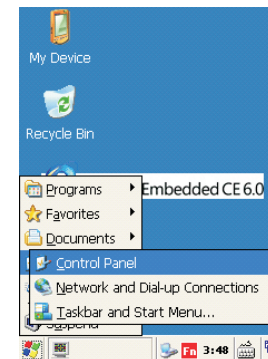 My Device
Recycle Bin
Embedded CE 6.0
Programs
Favorites
Documents
Control Panel
Network and Dial-up Connections
Taskbar and Start Menu...
Suspend
Fn 3:48